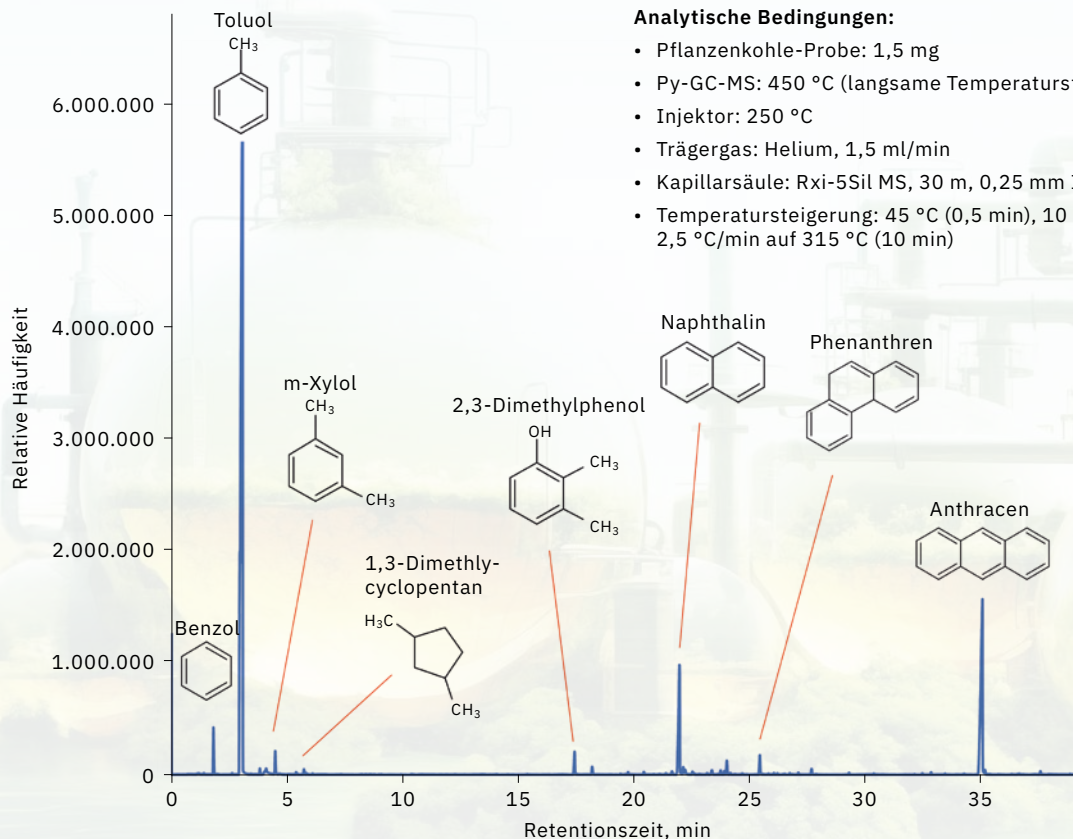 Toluol
CH₃
Analytische Bedingungen:
• Pflanzenkohle-Probe: 1,5 mg
• Py-GC-MS: 450 °C (langsame
• Injektor: 250 °C
• Trägergas: Helium, 1,5 ml/min
• Kapillarsäule: Rxi-5Sil MS, 30 m, 0,25 mm
• Temperatursteigerung: 45 °C (0,5 min), 10
2,5 °C/min auf 315 °C (10 min)
Relative Häufigkeit
6.000.000
5.000.000
4.000.000
3.000.000
2.000.000
1.000.000
0
Benzol
m-Xylol
CH₃
CH₃
1,3-Dimethly-
cyclopentan
H₃C
CH₃
2,3-Dimethylphenol
OH
CH₃
CH₃
Naphthalin
Phenanthren
Anthracen
0 5 10 15 20 25 30 35
Retentionszeit, min